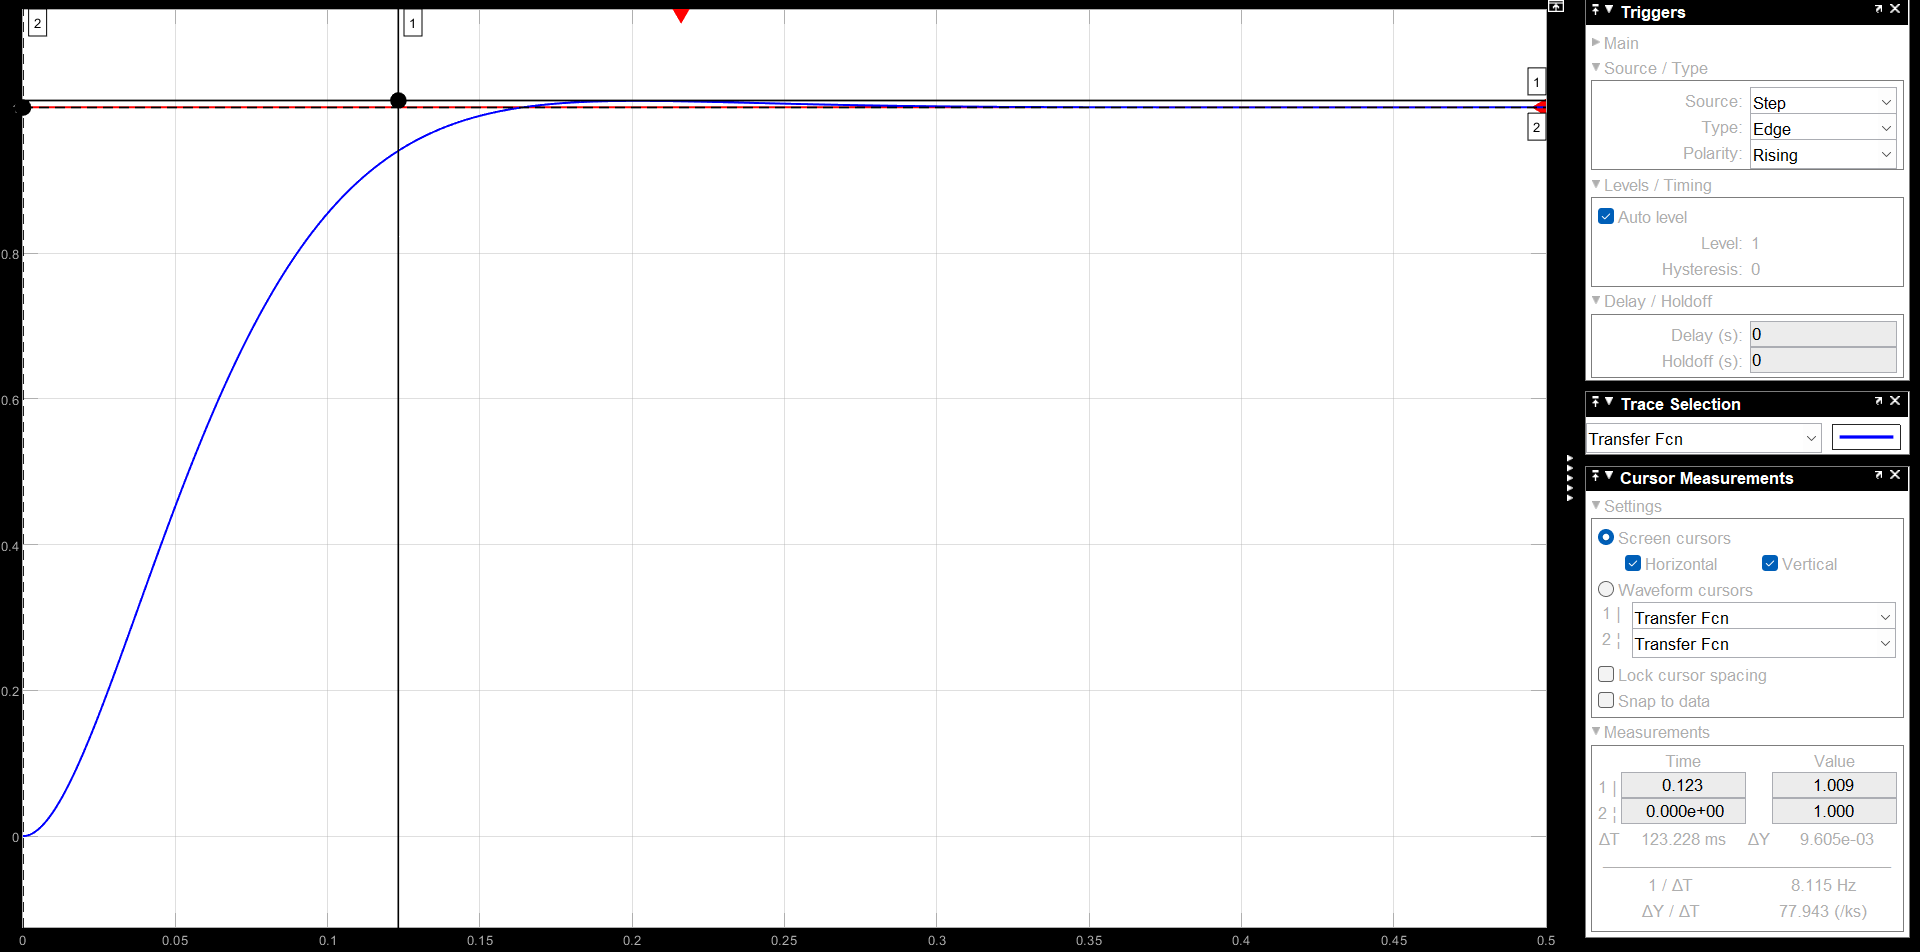 2
1
1
2
0.8
0.6
0.4
0.2
0
0 0.05 0.1 0.15 0.2 0.25 0.3 0.35 0.4 0.45 0.5
Triggers
Main
Source / Type
Source: Step
Type: Edge
Polarity: Rising
Levels / Timing
Auto level
Level: 1
Hysteresis: 0
Delay / Holdoff
Delay (s): 0
Holdoff (s): 0
Trace Selection
Transfer Fcn
Cursor Measurements
Settings
Screen cursors
Horizontal Vertical
Waveform cursors
1 | Transfer Fcn
2 ¦ Transfer Fcn
Lock cursor spacing
Snap to data
Measurements
Time Value
1 | 0.123 1.009
2 ¦ 0.000e+00 1.000
ΔT 123.228 ms ΔY 9.605e-03
1 / ΔT 8.115 Hz
ΔY / ΔT 77.943 (/ks)